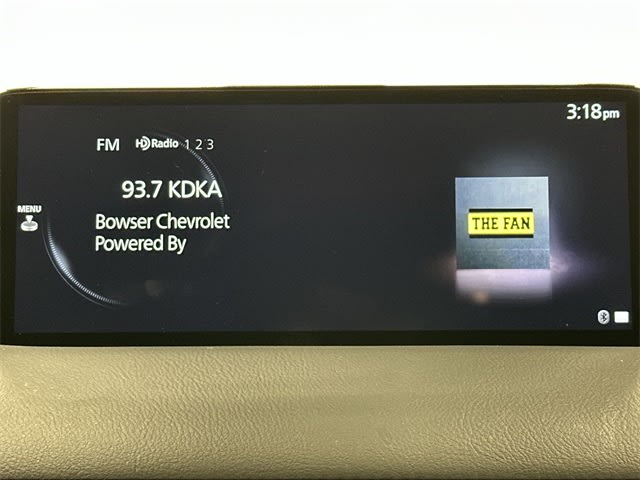 3:18pm
FM HD Radio 1 2 3
93.7 KDKA
MENU
Bowser Chevrolet
Powered By
THE FAN